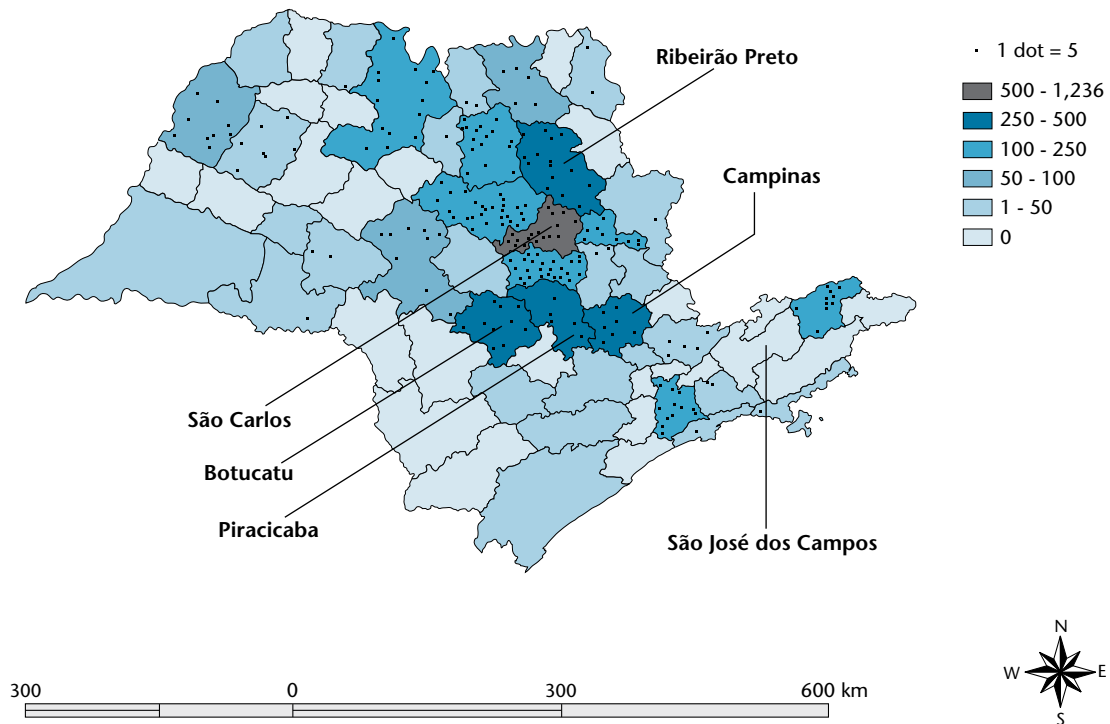 Ribeirão Preto
Campinas
São Carlos
Botucatu
Piracicaba
São José dos Campos
1 dot = 5
500 - 1,236
250 - 500
100 - 250
50 - 100
1 - 50
0
300 0 300 600 km
N
W E
S